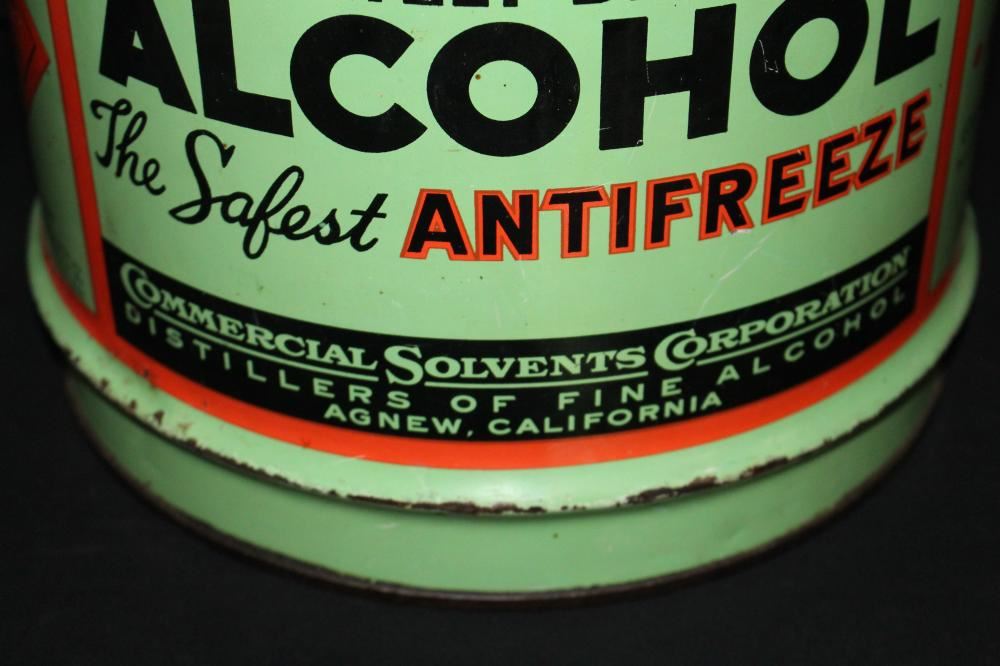 ALCOHOL
The Safest ANTIFREEZE
COMMERCIAL SOLVENTS CORPORATION
DISTILLERS OF FINE ALCOHOL
AGNEW, CALIFORNIA